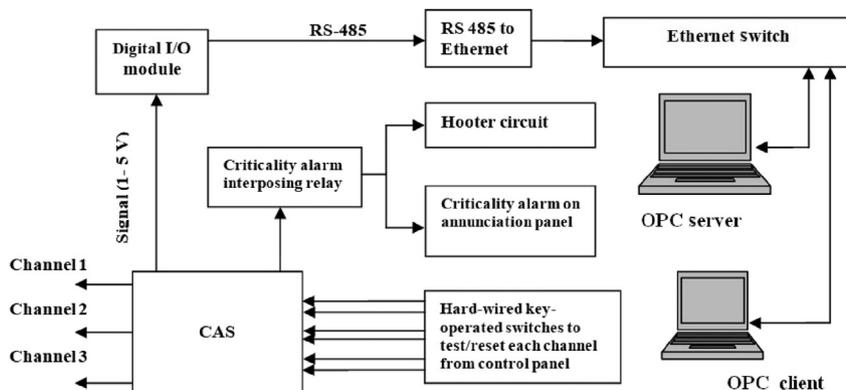 Digital I/O
module
RS-485
RS 485 to
Ethernet
Ethernet Switch
Hooter circuit
Criticality alarm
interposing relay
Criticality alarm on
annunciation panel
Signal (1- 5 V)
OPC server
Channel 1
Channel 2
Channel 3
CAS
Hard-wired key-
operated switches to
test/reset each channel
from control panel
OPC client